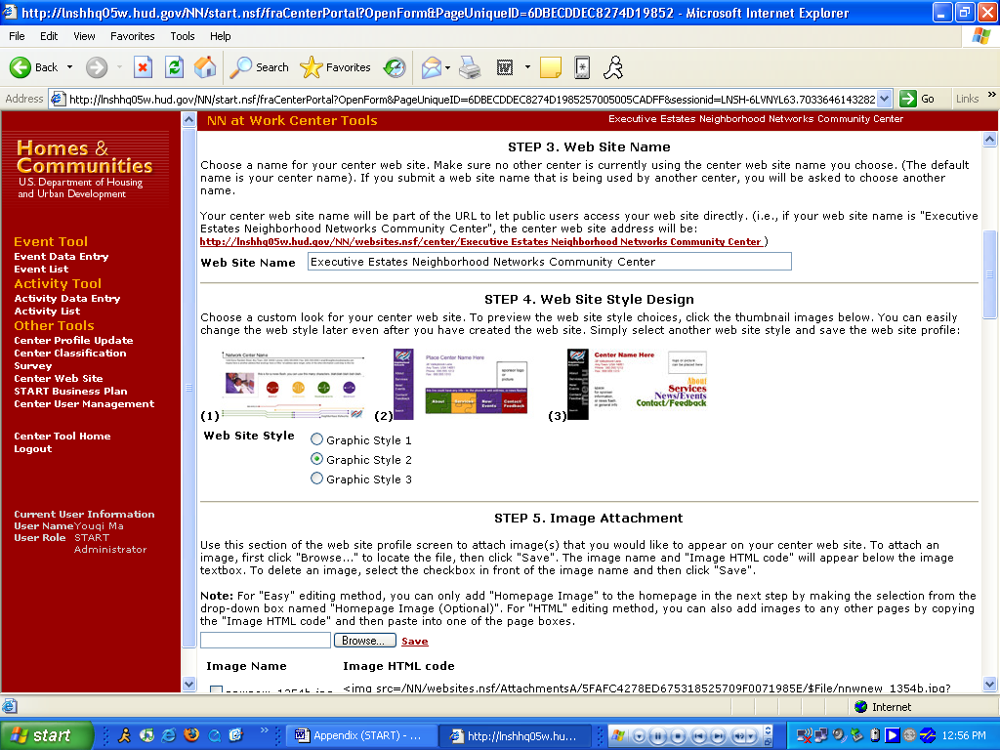 http://lnshhq05w.hud.gov/NN/start.nsf/fraCenterPortal?OpenForm&PageUniqueID=6DBECDDEC8274D19852 - Microsoft Internet Explorer
File Edit View Favorites Tools Help
Back Search Favorites
Address http://lnshhq05w.hud.gov/NN/start.nsf/fraCenterPortal?OpenForm&PageUniqueID=6DBECDDEC8274D1985257005005CADFF&sessionid=LNSH-6LVNYL63.7033646143282 Go Links »
Homes &
Communities
U.S. Department of Housing
and Urban Development
Event Tool
Event Data Entry
Event List
Activity Tool
Activity Data Entry
Activity List
Other Tools
Center Profile Update
Center Classification
Survey
Center Web Site
START Business Plan
Center User Management
Center Tool Home
Logout
Current User Information
User Name Youqi Ma
User Role START
Administrator
NN at Work Center Tools Executive Estates Neighborhood Networks Community Center
STEP 3. Web Site Name
Choose a name for your center web site. Make sure no other center is currently using the center web site name you choose. (The default
name is your center name). If you submit a web site name that is being used by another center, you will be asked to choose another
name.
Your center web site name will be part of the URL to let public users access your web site directly. (i.e., if your web site name is "Executive
Estates Neighborhood Networks Community Center", the center web site address will be:
http://lnshhq05w.hud.gov/NN/websites.nsf/center/Executive Estates Neighborhood Networks Community Center )
Web Site Name Executive Estates Neighborhood Networks Community Center
STEP 4. Web Site Style Design
Choose a custom look for your center web site. To preview the web site style choices, click the thumbnail images below. You can easily
change the web style later even after you have created the web site. Simply select another web site style and save the web site profile:
Network Center Name
Place Center Name Here
sponsor logo
or
picture
About Services News/ Events Contact/ Feedback
Center Name Here
About
Services
News/Events
Contact/Feedback
(1) (2) (3)
Web Site Style
Graphic Style 1
Graphic Style 2
Graphic Style 3
STEP 5. Image Attachment
Use this section of the web site profile screen to attach image(s) that you would like to appear on your center web site. To attach an
image, first click "Browse..." to locate the file, then click "Save". The image name and "Image HTML code" will appear below the image
textbox. To delete an image, select the checkbox in front of the image name and then click "Save".
Note: For "Easy" editing method, you can only add "Homepage Image" to the homepage in the next step by making the selection from the
drop-down box named "Homepage Image (Optional)". For "HTML" editing method, you can also add images to any other pages by copying
the "Image HTML code" and then paste into one of the page boxes.
Browse... Save
Image Name Image HTML code
nnwnew_1354b.jpg <img src=/NN/websites.nsf/AttachmentsA/5FAFC4278ED675318525709F0071985E/$File/nnwnew_1354b.jpg?
Internet
start » Appendix (START) - ... http://lnshhq05w.hu... 12:56 PM